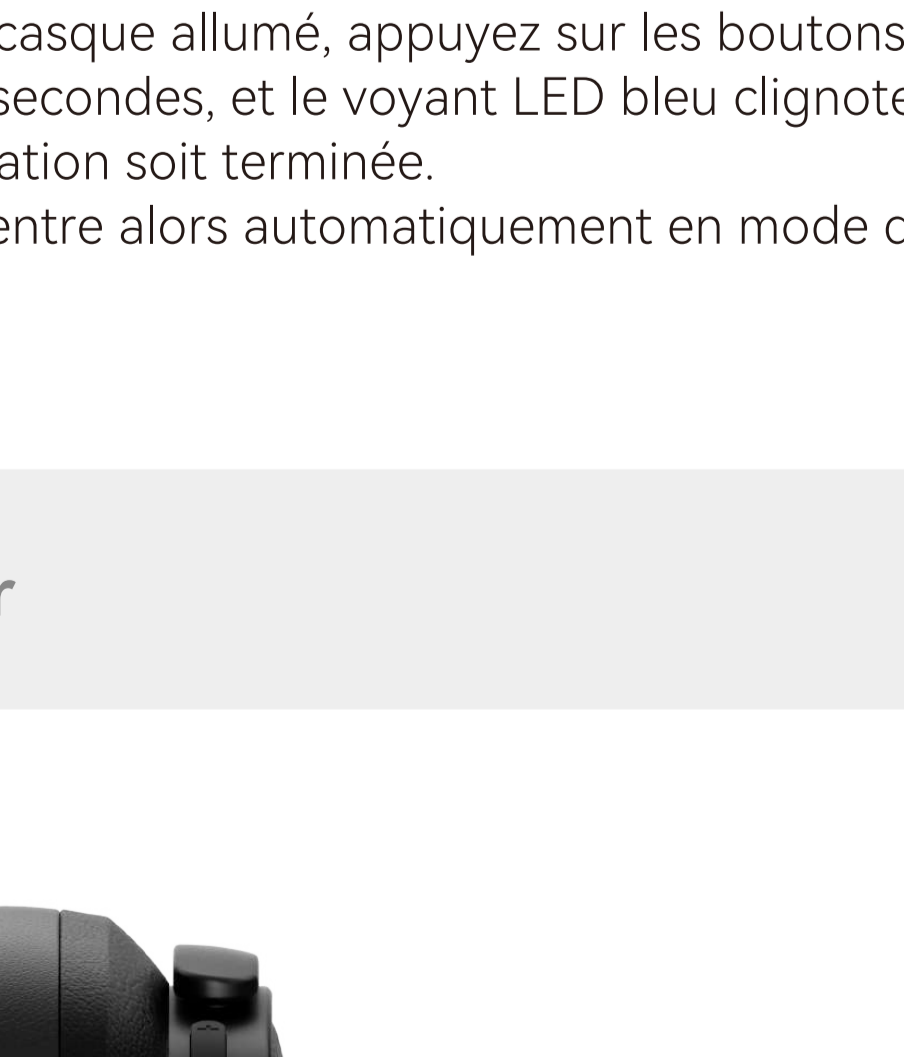 casque allumé, appuyez sur les boutons
secondes, et le voyant LED bleu clignote
ation soit terminée.
entre alors automatiquement en mode
r